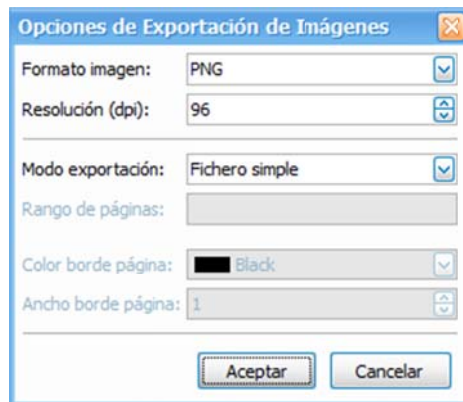 Opciones de Exportación de Imágenes
Formato imagen: PNG
Resolución (dpi): 96
Modo exportación: Fichero simple
Rango de páginas:
Color borde página: Black
Ancho borde página: 1
Aceptar Cancelar